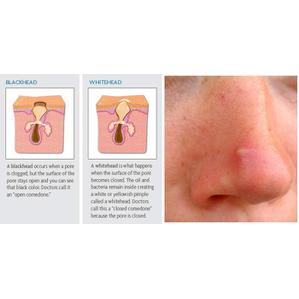 BLACKHEAD
A blackhead occurs when a pore
is clogged, but the surface of the
pore stays open and you can see
that black color. Doctors call it
an "open comedone."
WHITEHEAD
A whitehead is what happens
when the surface of the pore
becomes closed. The oil and
bacteria remain inside creating
a white or yellowish pimple
called a whitehead. Doctors
call this a "closed comedone"
because the pore is closed.